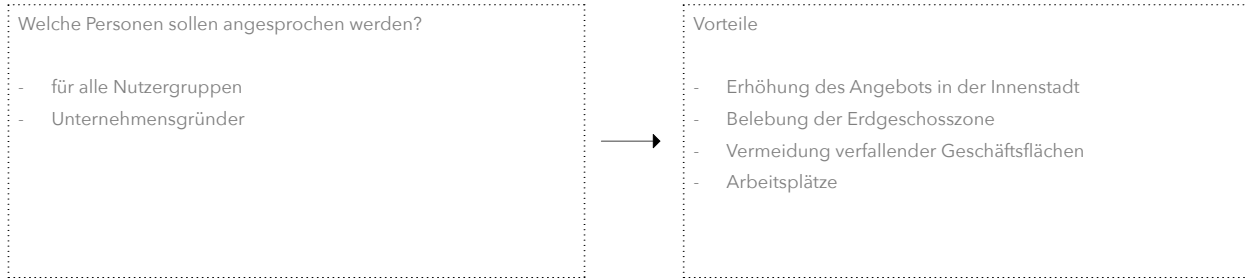 Welche Personen sollen angesprochen werden?
- für alle Nutzergruppen
- Unternehmensgründer
Vorteile
- Erhöhung des Angebots in der Innenstadt
- Belebung der Erdgeschosszone
- Vermeidung verfallender Geschäftsflächen
- Arbeitsplätze